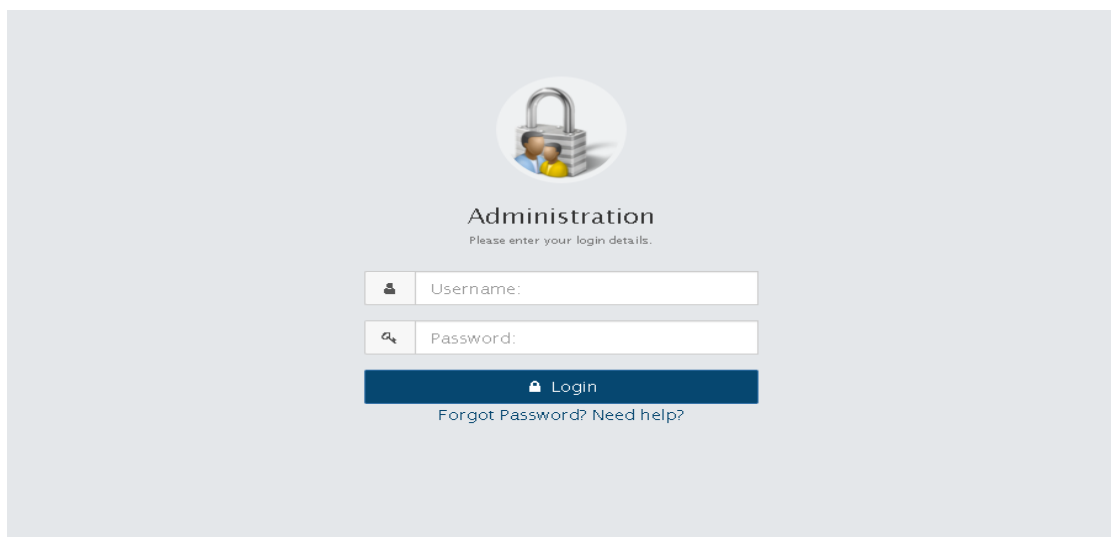 Administration
Please enter your login details.
Username:
Password:
Login
Forgot Password? Need help?